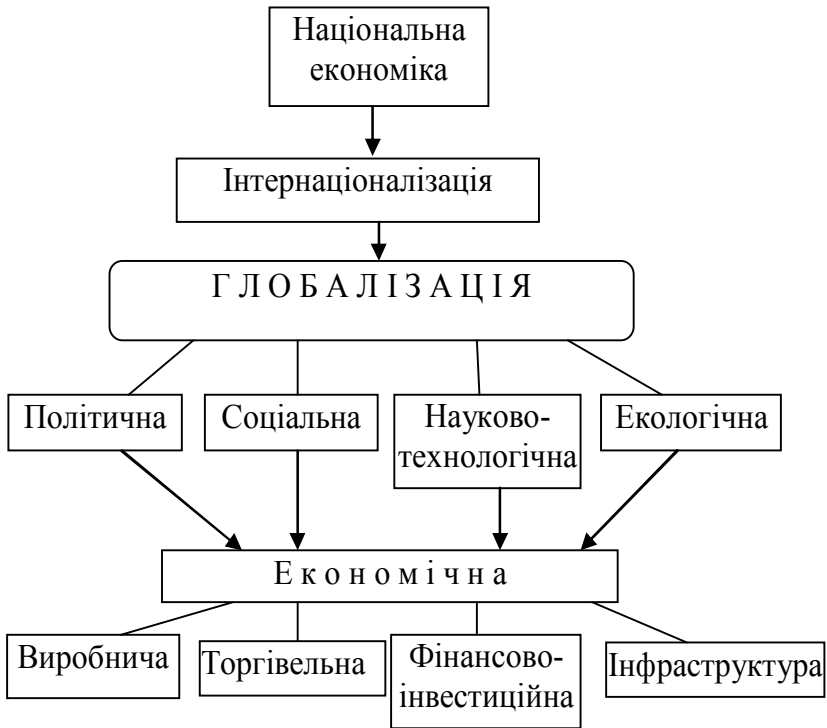 Національна
економіка
Інтернаціоналізація
Г Л О Б А Л І З А Ц І Я
Політична
Соціальна
Науково-
технологічна
Екологічна
Е к о н о м і ч н а
Виробнича
Торгівельна
Фінансово-
інвестиційна
Інфраструктура